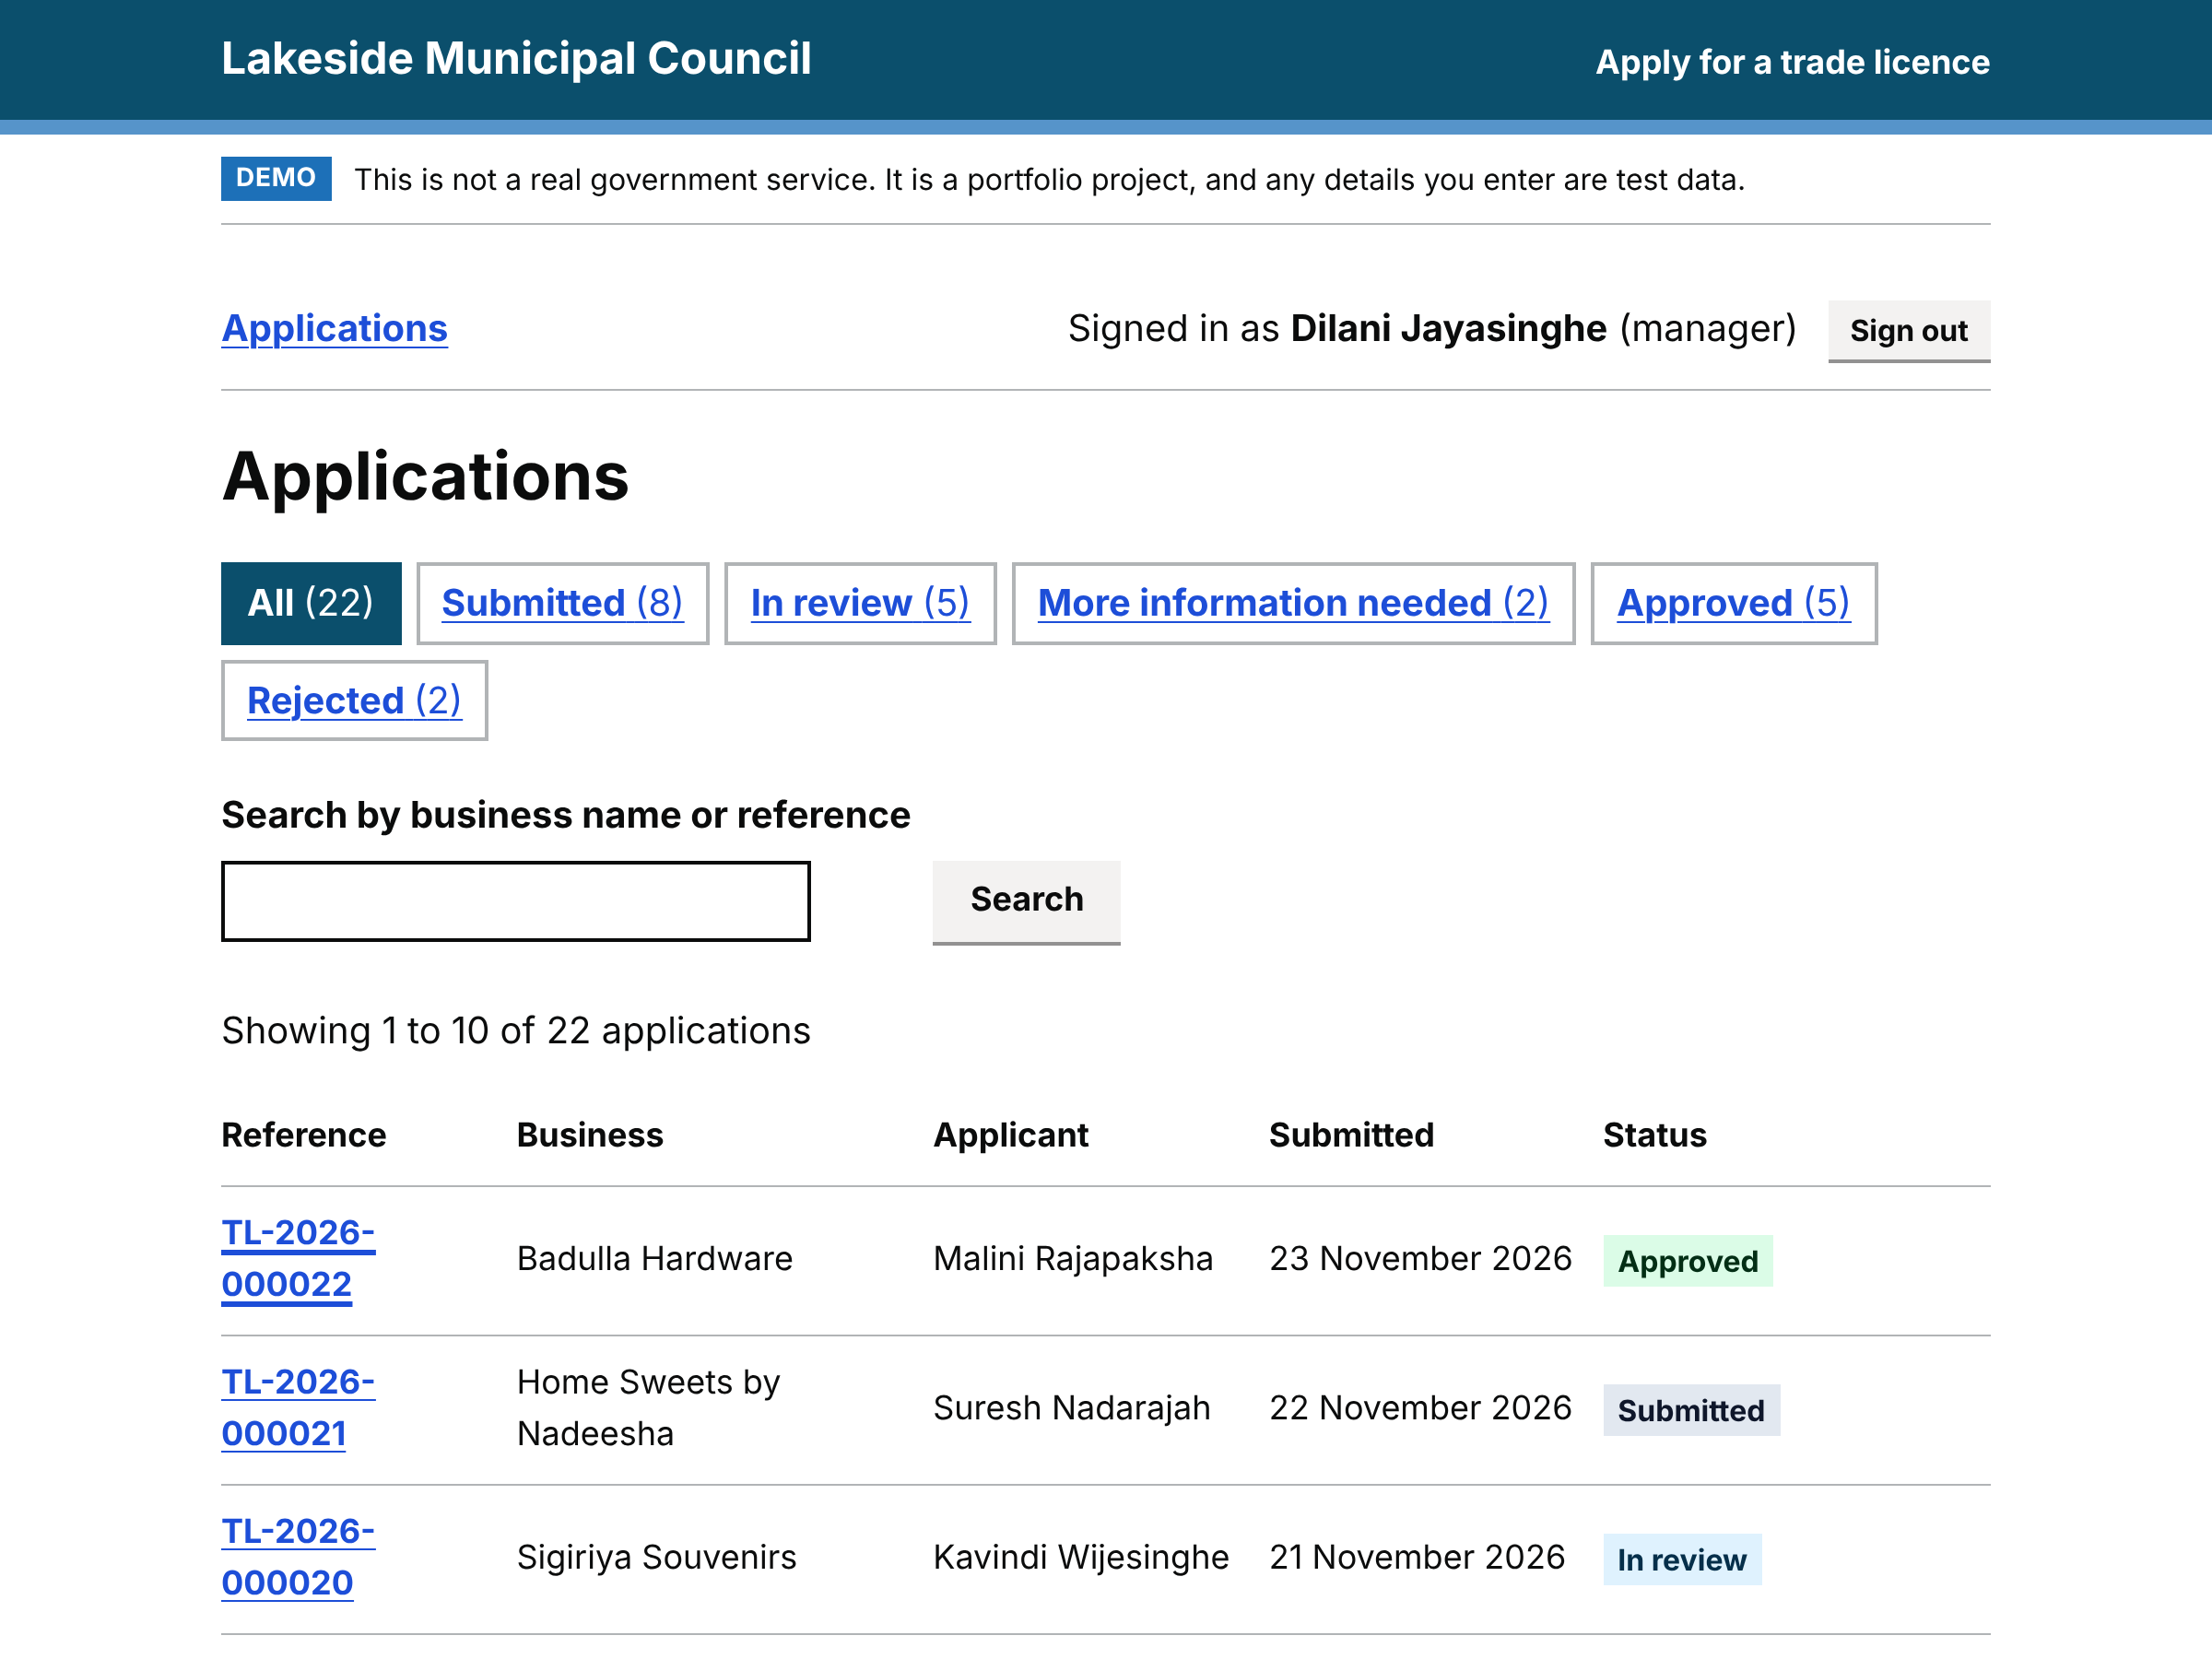 Lakeside Municipal Council
Apply for a trade licence
DEMO This is not a real government service. It is a portfolio project, and any details you enter are test data.
Applications
Signed in as Dilani Jayasinghe (manager)
Sign out
Applications
All (22)
Submitted (8)
In review (5)
More information needed (2)
Approved (5)
Rejected (2)
Search by business name or reference
Search
Showing 1 to 10 of 22 applications
Reference Business Applicant Submitted Status
TL-2026-
000022
Badulla Hardware
Malini Rajapaksha
23 November 2026
Approved
TL-2026-
000021
Home Sweets by
Nadeesha
Suresh Nadarajah
22 November 2026
Submitted
TL-2026-
000020
Sigiriya Souvenirs
Kavindi Wijesinghe
21 November 2026
In review